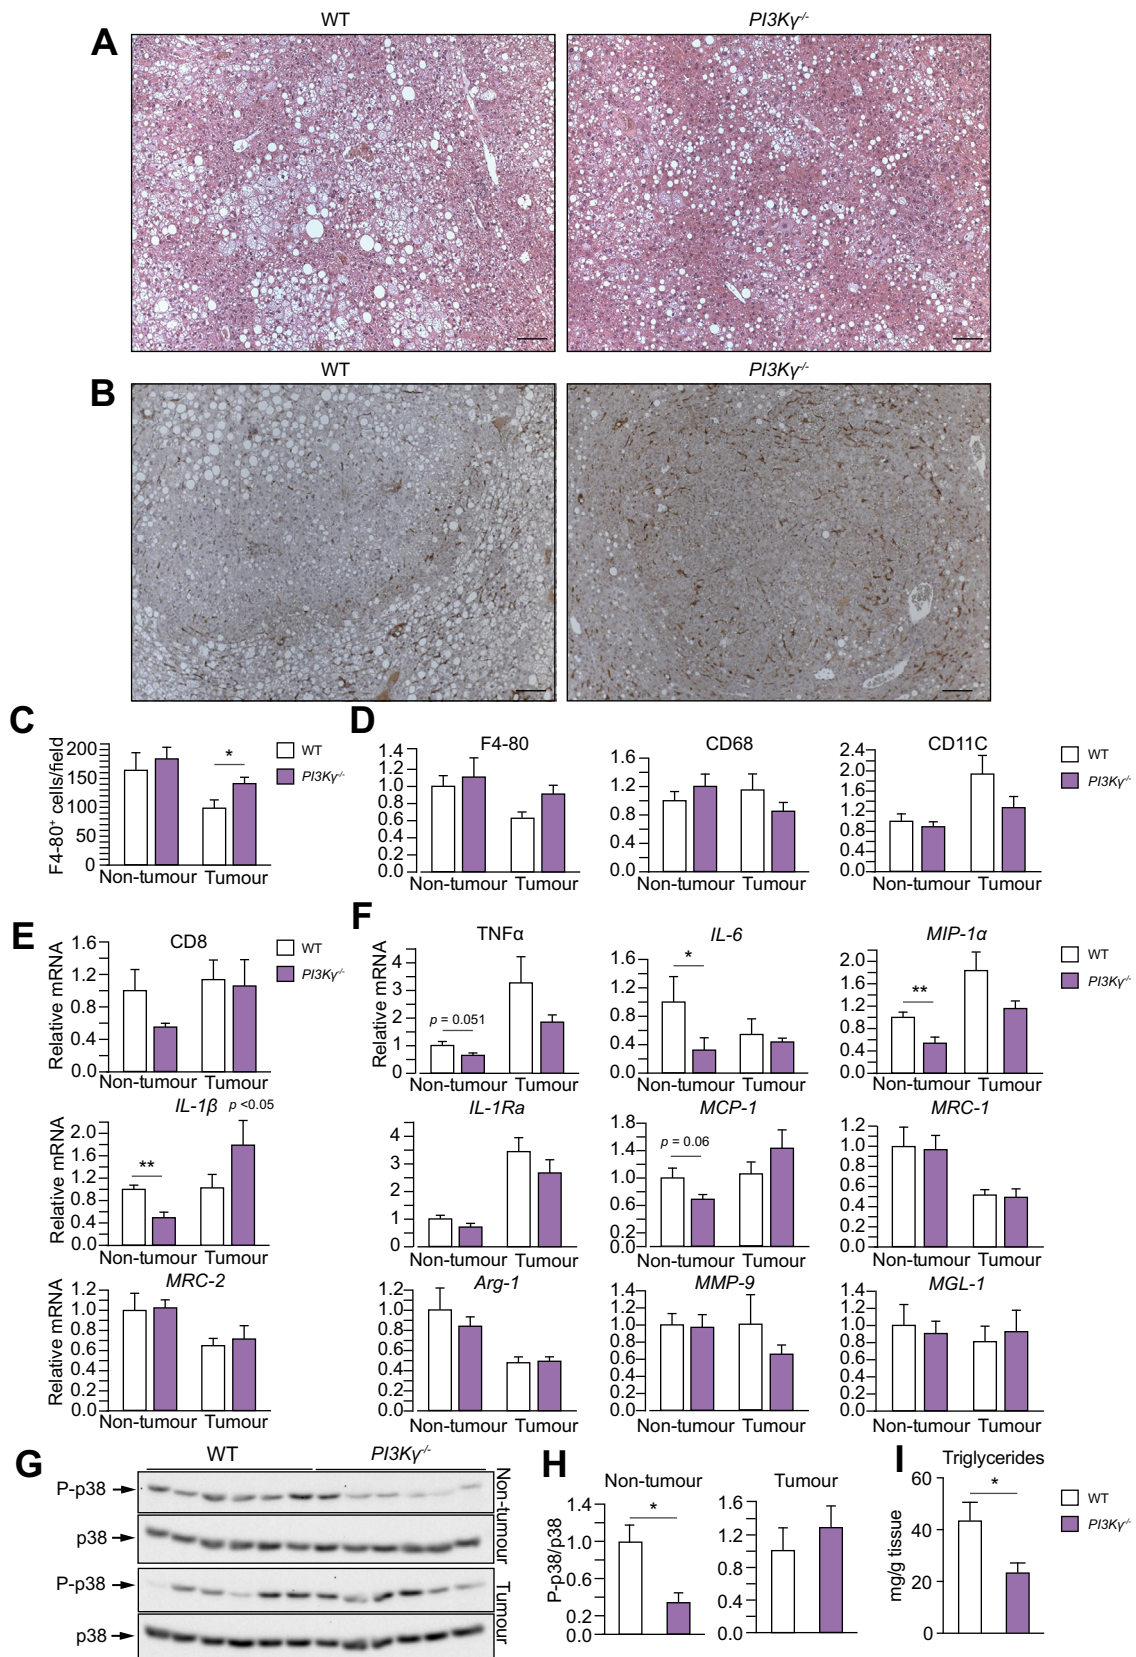 WT
PI3Kγ-/-
A
WT
PI3Kγ-/-
B
C
F4-80+ cells/field
200
150
100
50
0
*
Non-tumour Tumour
WT
PI3Kγ-/-
D
F4-80
1.4
1.2
1.0
0.8
0.6
0.4
0.2
0.0
Non-tumour Tumour
CD68
1.6
1.4
1.2
1.0
0.8
0.6
0.4
0.2
0.0
Non-tumour Tumour
CD11C
2.4
2.0
1.6
1.2
0.8
0.4
0.0
Non-tumour Tumour
WT
PI3Kγ-/-
E
CD8
Relative mRNA
1.6
1.2
0.8
0.4
0.0
Non-tumour Tumour
WT
PI3Kγ-/-
F
TNFα
Relative mRNA
4
3
2
1
0
p = 0.051
Non-tumour Tumour
IL-6
1.6
1.2
0.8
0.4
0.0
*
Non-tumour Tumour
MIP-1α
2.0
1.6
1.2
0.8
0.4
0.0
**
Non-tumour Tumour
WT
PI3Kγ-/-
IL-1β
p <0.05
Relative mRNA
2.0
1.6
1.2
0.8
0.4
0.0
**
Non-tumour Tumour
IL-1Ra
4
3
2
1
0
Non-tumour Tumour
MCP-1
1.8
1.6
1.4
1.2
1.0
0.8
0.6
0.4
0.2
0.0
p = 0.06
Non-tumour Tumour
MRC-1
1.2
1.0
0.8
0.6
0.4
0.2
0.0
Non-tumour Tumour
MRC-2
Relative mRNA
1.2
1.0
0.8
0.6
0.4
0.2
0.0
Non-tumour Tumour
Arg-1
1.2
1.0
0.8
0.6
0.4
0.2
0.0
Non-tumour Tumour
MMP-9
1.4
1.2
1.0
0.8
0.6
0.4
0.2
0.0
Non-tumour Tumour
MGL-1
1.4
1.2
1.0
0.8
0.6
0.4
0.2
0.0
Non-tumour Tumour
G
WT
PI3Kγ-/-
P-p38
p38
Non-tumour
P-p38
p38
Tumour
H
Non-tumour
P-p38/p38
1.4
1.0
0.6
0.2
0.0
*
Tumour
1.6
1.2
0.8
0.4
0.0
I
Triglycerides
mg/g tissue
60
40
20
0
*
WT
PI3Kγ-/-